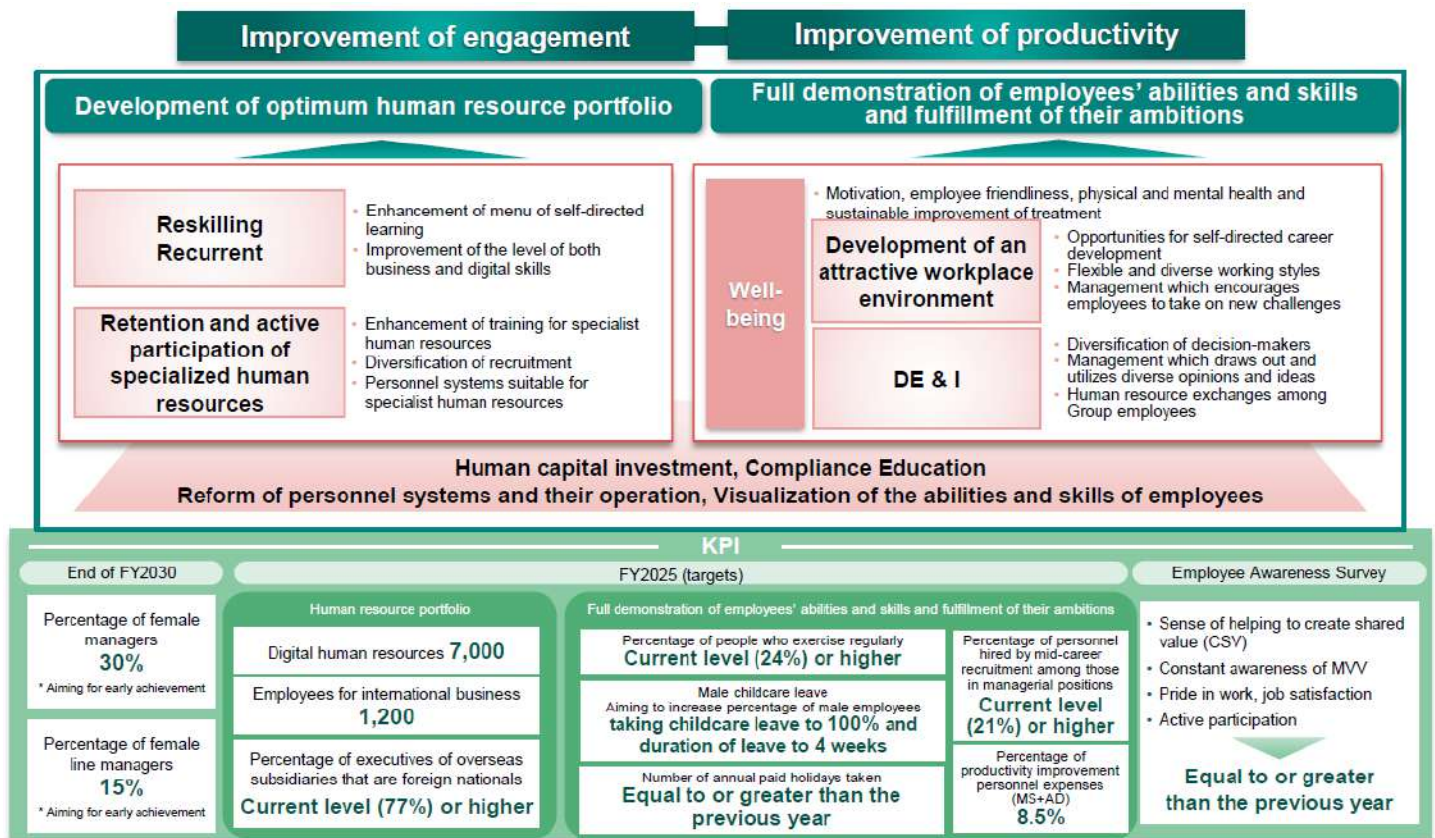 Improvement of engagement
Improvement of productivity
Development of optimum human resource portfolio
Full demonstration of employees' abilities and skills
and fulfillment of their ambitions
Reskilling
Recurrent
• Enhancement of menu of self-directed
learning
• Improvement of the level of both
business and digital skills
Retention and active
participation of
specialized human
resources
• Enhancement of training for specialist
human resources
• Diversification of recruitment
• Personnel systems suitable for
specialist human resources
Well-
being
• Motivation, employee friendliness, physical and mental health and
sustainable improvement of treatment
Development of an
attractive workplace
environment
• Opportunities for self-directed career
development
• Flexible and diverse working styles
• Management which encourages
employees to take on new challenges
DE & I
• Diversification of decision-makers
• Management which draws out and
utilizes diverse opinions and ideas
• Human resource exchanges among
Group employees
Human capital investment, Compliance Education
Reform of personnel systems and their operation, Visualization of the abilities and skills of employees
KPI
End of FY2030
Percentage of female
managers
30%
* Aiming for early achievement
Percentage of female
line managers
15%
* Aiming for early achievement
FY2025 (targets)
Human resource portfolio
Digital human resources 7,000
Employees for international business
1,200
Percentage of executives of overseas
subsidiaries that are foreign nationals
Current level (77%) or higher
Full demonstration of employees' abilities and skills and fulfillment of their ambitions
Percentage of people who exercise regularly
Current level (24%) or higher
Male childcare leave
Aiming to increase percentage of male employees
taking childcare leave to 100% and
duration of leave to 4 weeks
Number of annual paid holidays taken
Equal to or greater than the
previous year
Percentage of personnel
hired by mid-career
recruitment among those
in managerial positions
Current level
(21%) or higher
Percentage of
productivity improvement
personnel expenses
(MS+AD)
8.5%
Employee Awareness Survey
• Sense of helping to create shared
value (CSV)
• Constant awareness of MVV
• Pride in work, job satisfaction
• Active participation
Equal to or greater
than the previous year